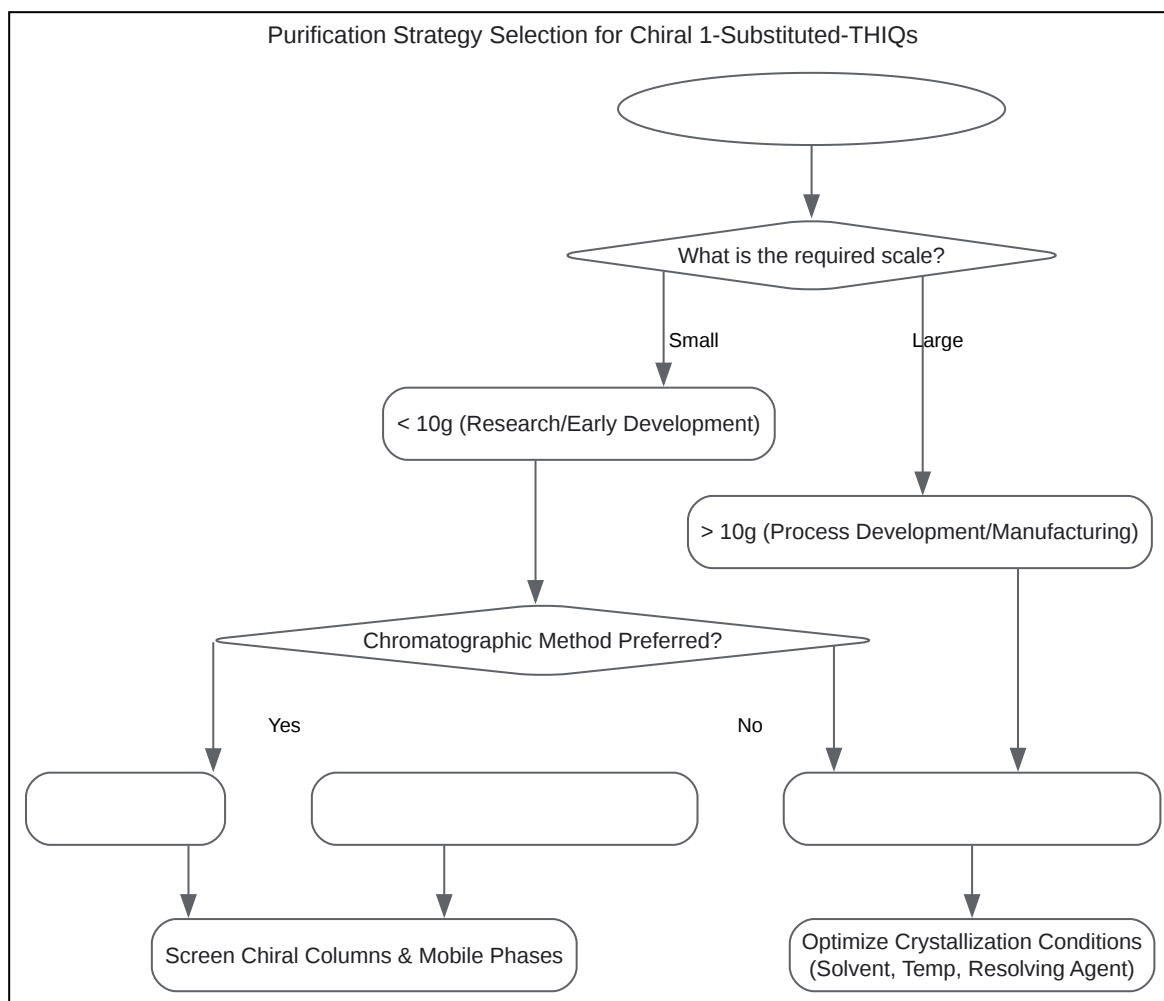 Purification Strategy Selection for Chiral 1-Substituted-THIQs
What is the required scale?
Small
Large
< 10g (Research/Early Development)
> 10g (Process Development/Manufacturing)
Chromatographic Method Preferred?
Yes
No
Screen Chiral Columns & Mobile Phases
Optimize Crystallization Conditions
(Solvent, Temp, Resolving Agent)